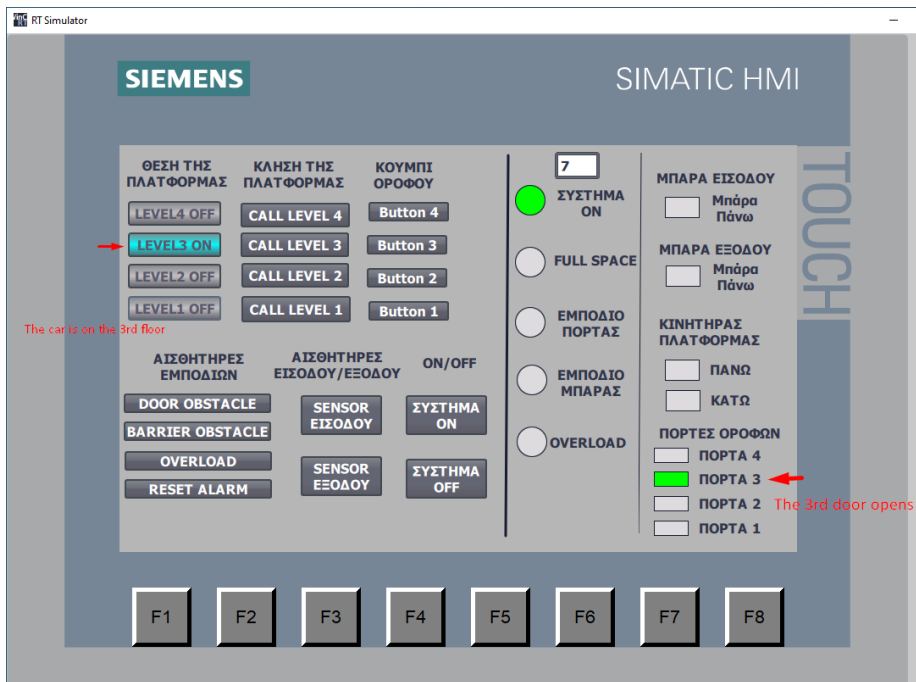 RT Simulator
SIEMENS
SIMATIC HMI
TOUCH
ΘΕΣΗ ΤΗΣ
ΠΛΑΤΦΟΡΜΑΣ
ΚΛΗΣΗ ΤΗΣ
ΠΛΑΤΦΟΡΜΑΣ
ΚΟΥΜΠΙ
ΟΡΟΦΟΥ
LEVEL4 OFF
CALL LEVEL 4
Button 4
LEVEL3 ON
CALL LEVEL 3
Button 3
LEVEL2 OFF
CALL LEVEL 2
Button 2
LEVEL1 OFF
CALL LEVEL 1
Button 1
The car is on the 3rd floor
ΑΙΣΘΗΤΗΡΕΣ
ΕΜΠΟΔΙΩΝ
ΑΙΣΘΗΤΗΡΕΣ
ΕΙΣΟΔΟΥ/ΕΞΟΔΟΥ
ON/OFF
DOOR OBSTACLE
BARRIER OBSTACLE
OVERLOAD
RESET ALARM
SENSOR
ΕΙΣΟΔΟΥ
SENSOR
ΕΞΟΔΟΥ
ΣΥΣΤΗΜΑ
ON
ΣΥΣΤΗΜΑ
OFF
7
ΣΥΣΤΗΜΑ
ON
FULL SPACE
ΕΜΠΟΔΙΟ
ΠΟΡΤΑΣ
ΕΜΠΟΔΙΟ
ΜΠΑΡΑΣ
OVERLOAD
ΜΠΑΡΑ ΕΙΣΟΔΟΥ
Μπάρα
Πάνω
ΜΠΑΡΑ ΕΞΟΔΟΥ
Μπάρα
Πάνω
ΚΙΝΗΤΗΡΑΣ
ΠΛΑΤΦΟΡΜΑΣ
ΠΑΝΩ
ΚΑΤΩ
ΠΟΡΤΕΣ ΟΡΟΦΩΝ
ΠΟΡΤΑ 4
ΠΟΡΤΑ 3
ΠΟΡΤΑ 2
The 3rd door opens
ΠΟΡΤΑ 1
F1
F2
F3
F4
F5
F6
F7
F8